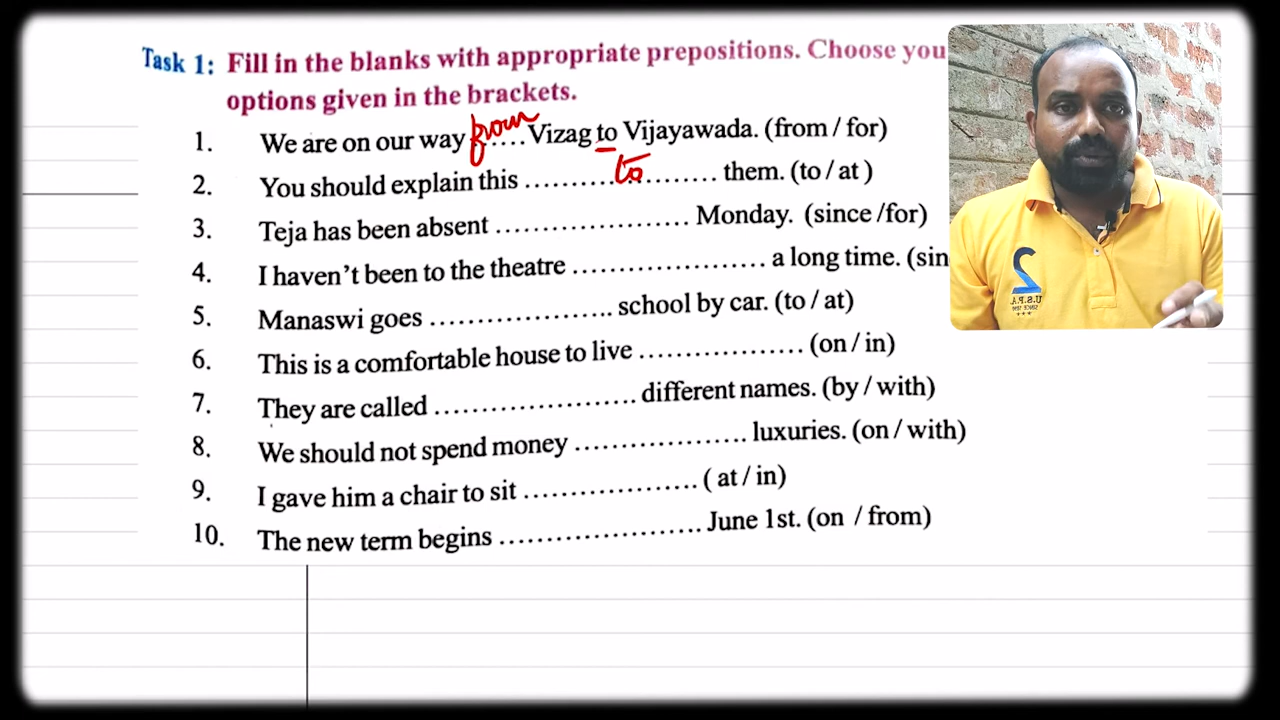 Task 1: Fill in the blanks with appropriate prepositions. Choose you
options given in the brackets.
1. We are on our way from..... Vizag to Vijayawada. (from / for)
2. You should explain this ..........to.......... them. (to / at )
3. Teja has been absent ..................... Monday. (since /for)
4. I haven't been to the theatre ..................... a long time. (sin
5. Manaswi goes .................... school by car. (to / at)
6. This is a comfortable house to live .................. (on / in)
7. They are called ...................... different names. (by / with)
8. We should not spend money ................... luxuries. (on / with)
9. I gave him a chair to sit ................... ( at / in)
10. The new term begins ...................... June 1st. (on / from)
2
U.S.P.A.
SINCE 1890